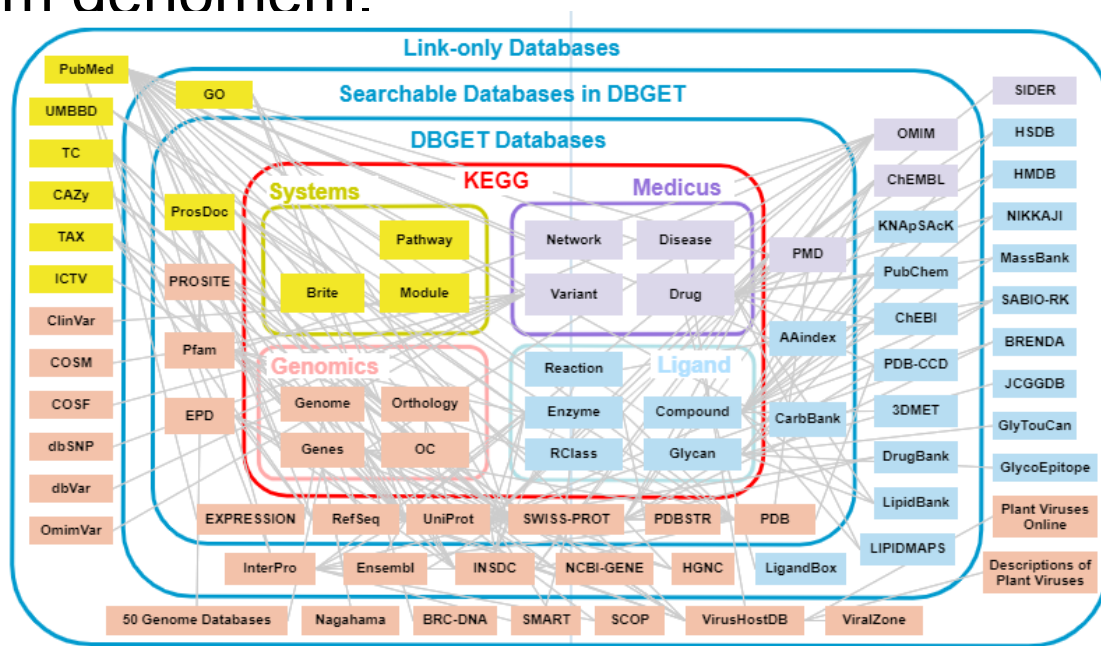 Link-only Databases
PubMed
GO
Searchable Databases in DBGET
SIDER
UMBBD
DBGET Databases
OMIM
HSDB
TC
KEGG
ChEMBL
HMDB
CAZy
Systems
Medicus
ProsDoc
KNApSAcK
NIKKAJI
TAX
Pathway
Network
Disease
PMD
PubChem
MassBank
ICTV
PROSITE
Brite
Module
Variant
Drug
ChEBI
SABIO-RK
ClinVar
AAindex
BRENDA
COSM
Pfam
Genomics
Reaction
Ligand
PDB-CCD
JCGGDB
COSF
EPD
Genome
Orthology
Enzyme
Compound
CarbBank
3DMET
GlyTouCan
dbSNP
Genes
OC
RClass
Glycan
DrugBank
GlycoEpitope
dbVar
LipidBank
OmimVar
EXPRESSION
RefSeq
UniProt
SWISS-PROT
PDBSTR
PDB
Plant Viruses
Online
LIPIDMAPS
InterPro
Ensembl
INSDC
NCBI-GENE
HGNC
LigandBox
Descriptions of
Plant Viruses
50 Genome Databases
Nagahama
BRC-DNA
SMART
SCOP
VirusHostDB
ViralZone